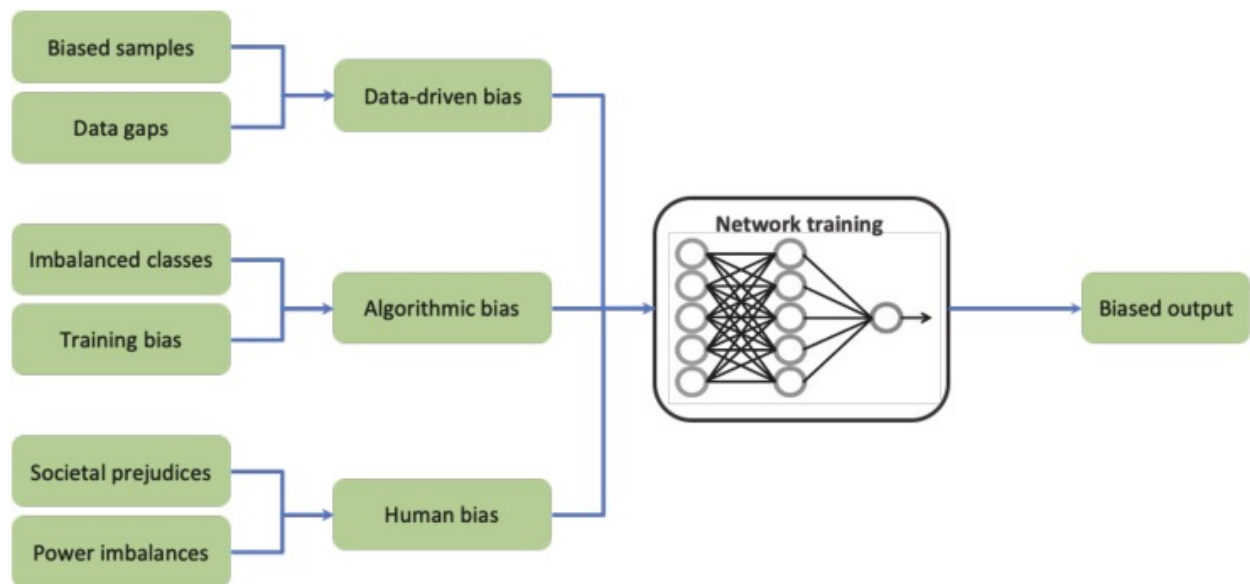 Biased samples
Data gaps
Data-driven bias
Imbalanced classes
Training bias
Algorithmic bias
Societal prejudices
Power imbalances
Human bias
Network training
Biased output